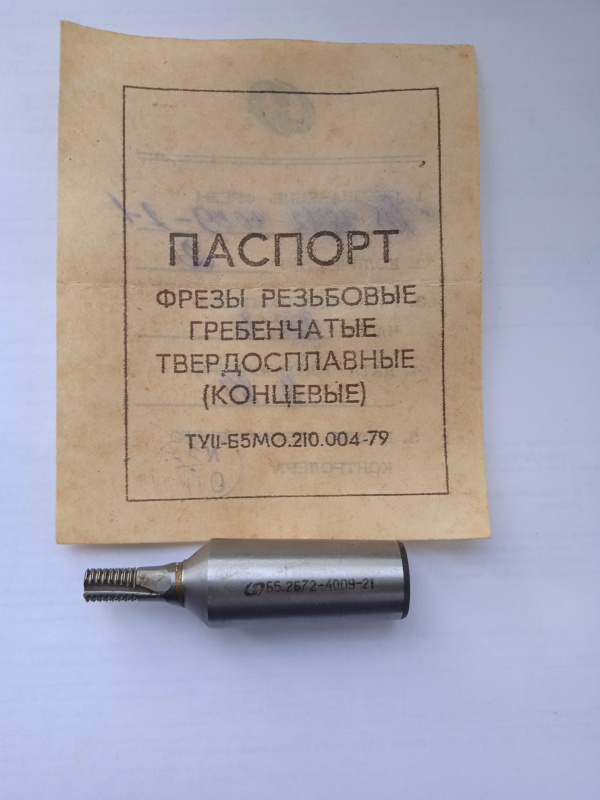 ПАСПОРТ
ФРЕЗЫ РЕЗЬБОВЫЕ
ГРЕБЕНЧАТЫЕ
ТВЕРДОСПЛАВНЫЕ
(КОНЦЕВЫЕ)
ТУ11-Б5МО.210.004-79
Б5.2672-4009-21